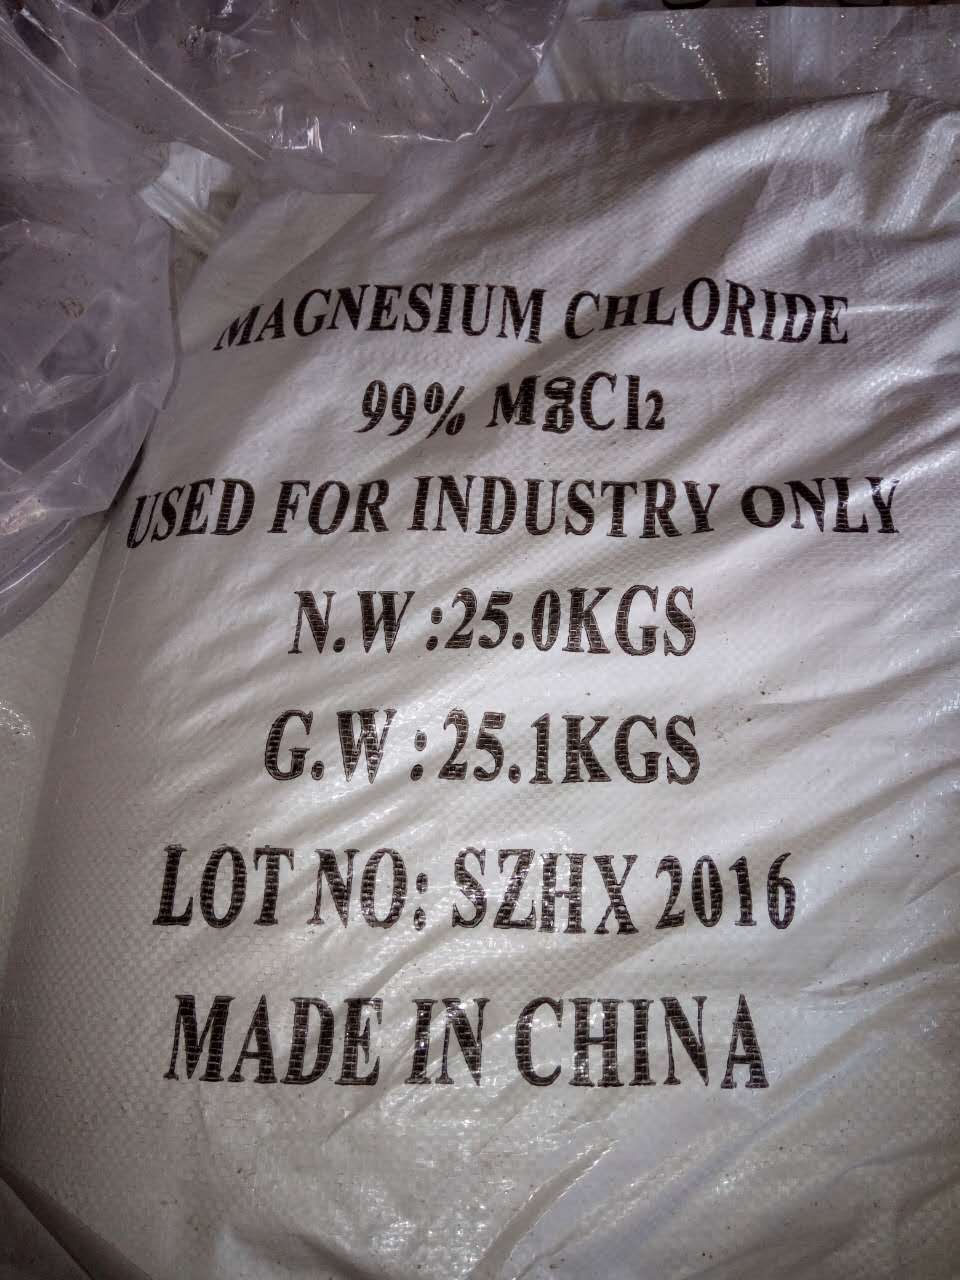 MAGNESIUM CHLORIDE
99% MgCl2
USED FOR INDUSTRY ONLY
N.W :25.0KGS
G.W :25.1KGS
LOT NO: SZHX 2016
MADE IN CHINA